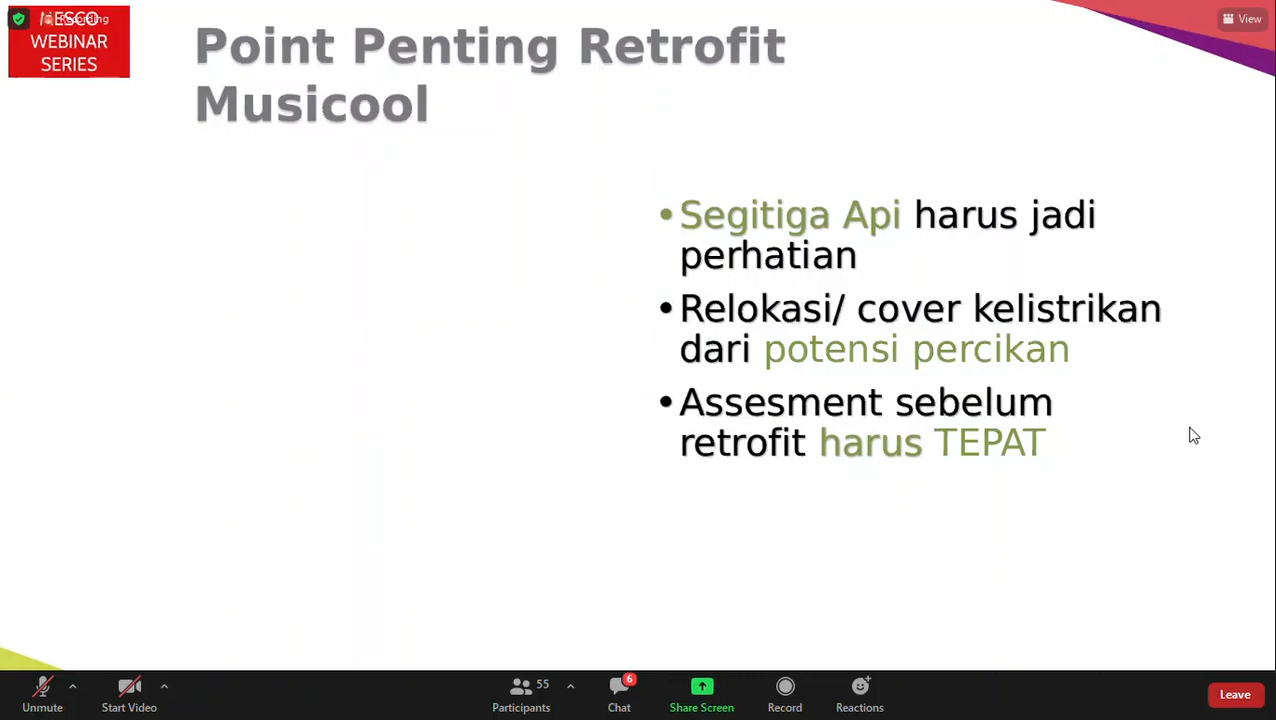 WEBINAR
SERIES
Recording
View
Point Penting Retrofit
Musicool
•Segitiga Api harus jadi
perhatian
•Relokasi/ cover kelistrikan
dari potensi percikan
•Assesment sebelum
retrofit harus TEPAT
Unmute
Start Video
55
Participants
6
Chat
Share Screen
Record
Reactions
Leave